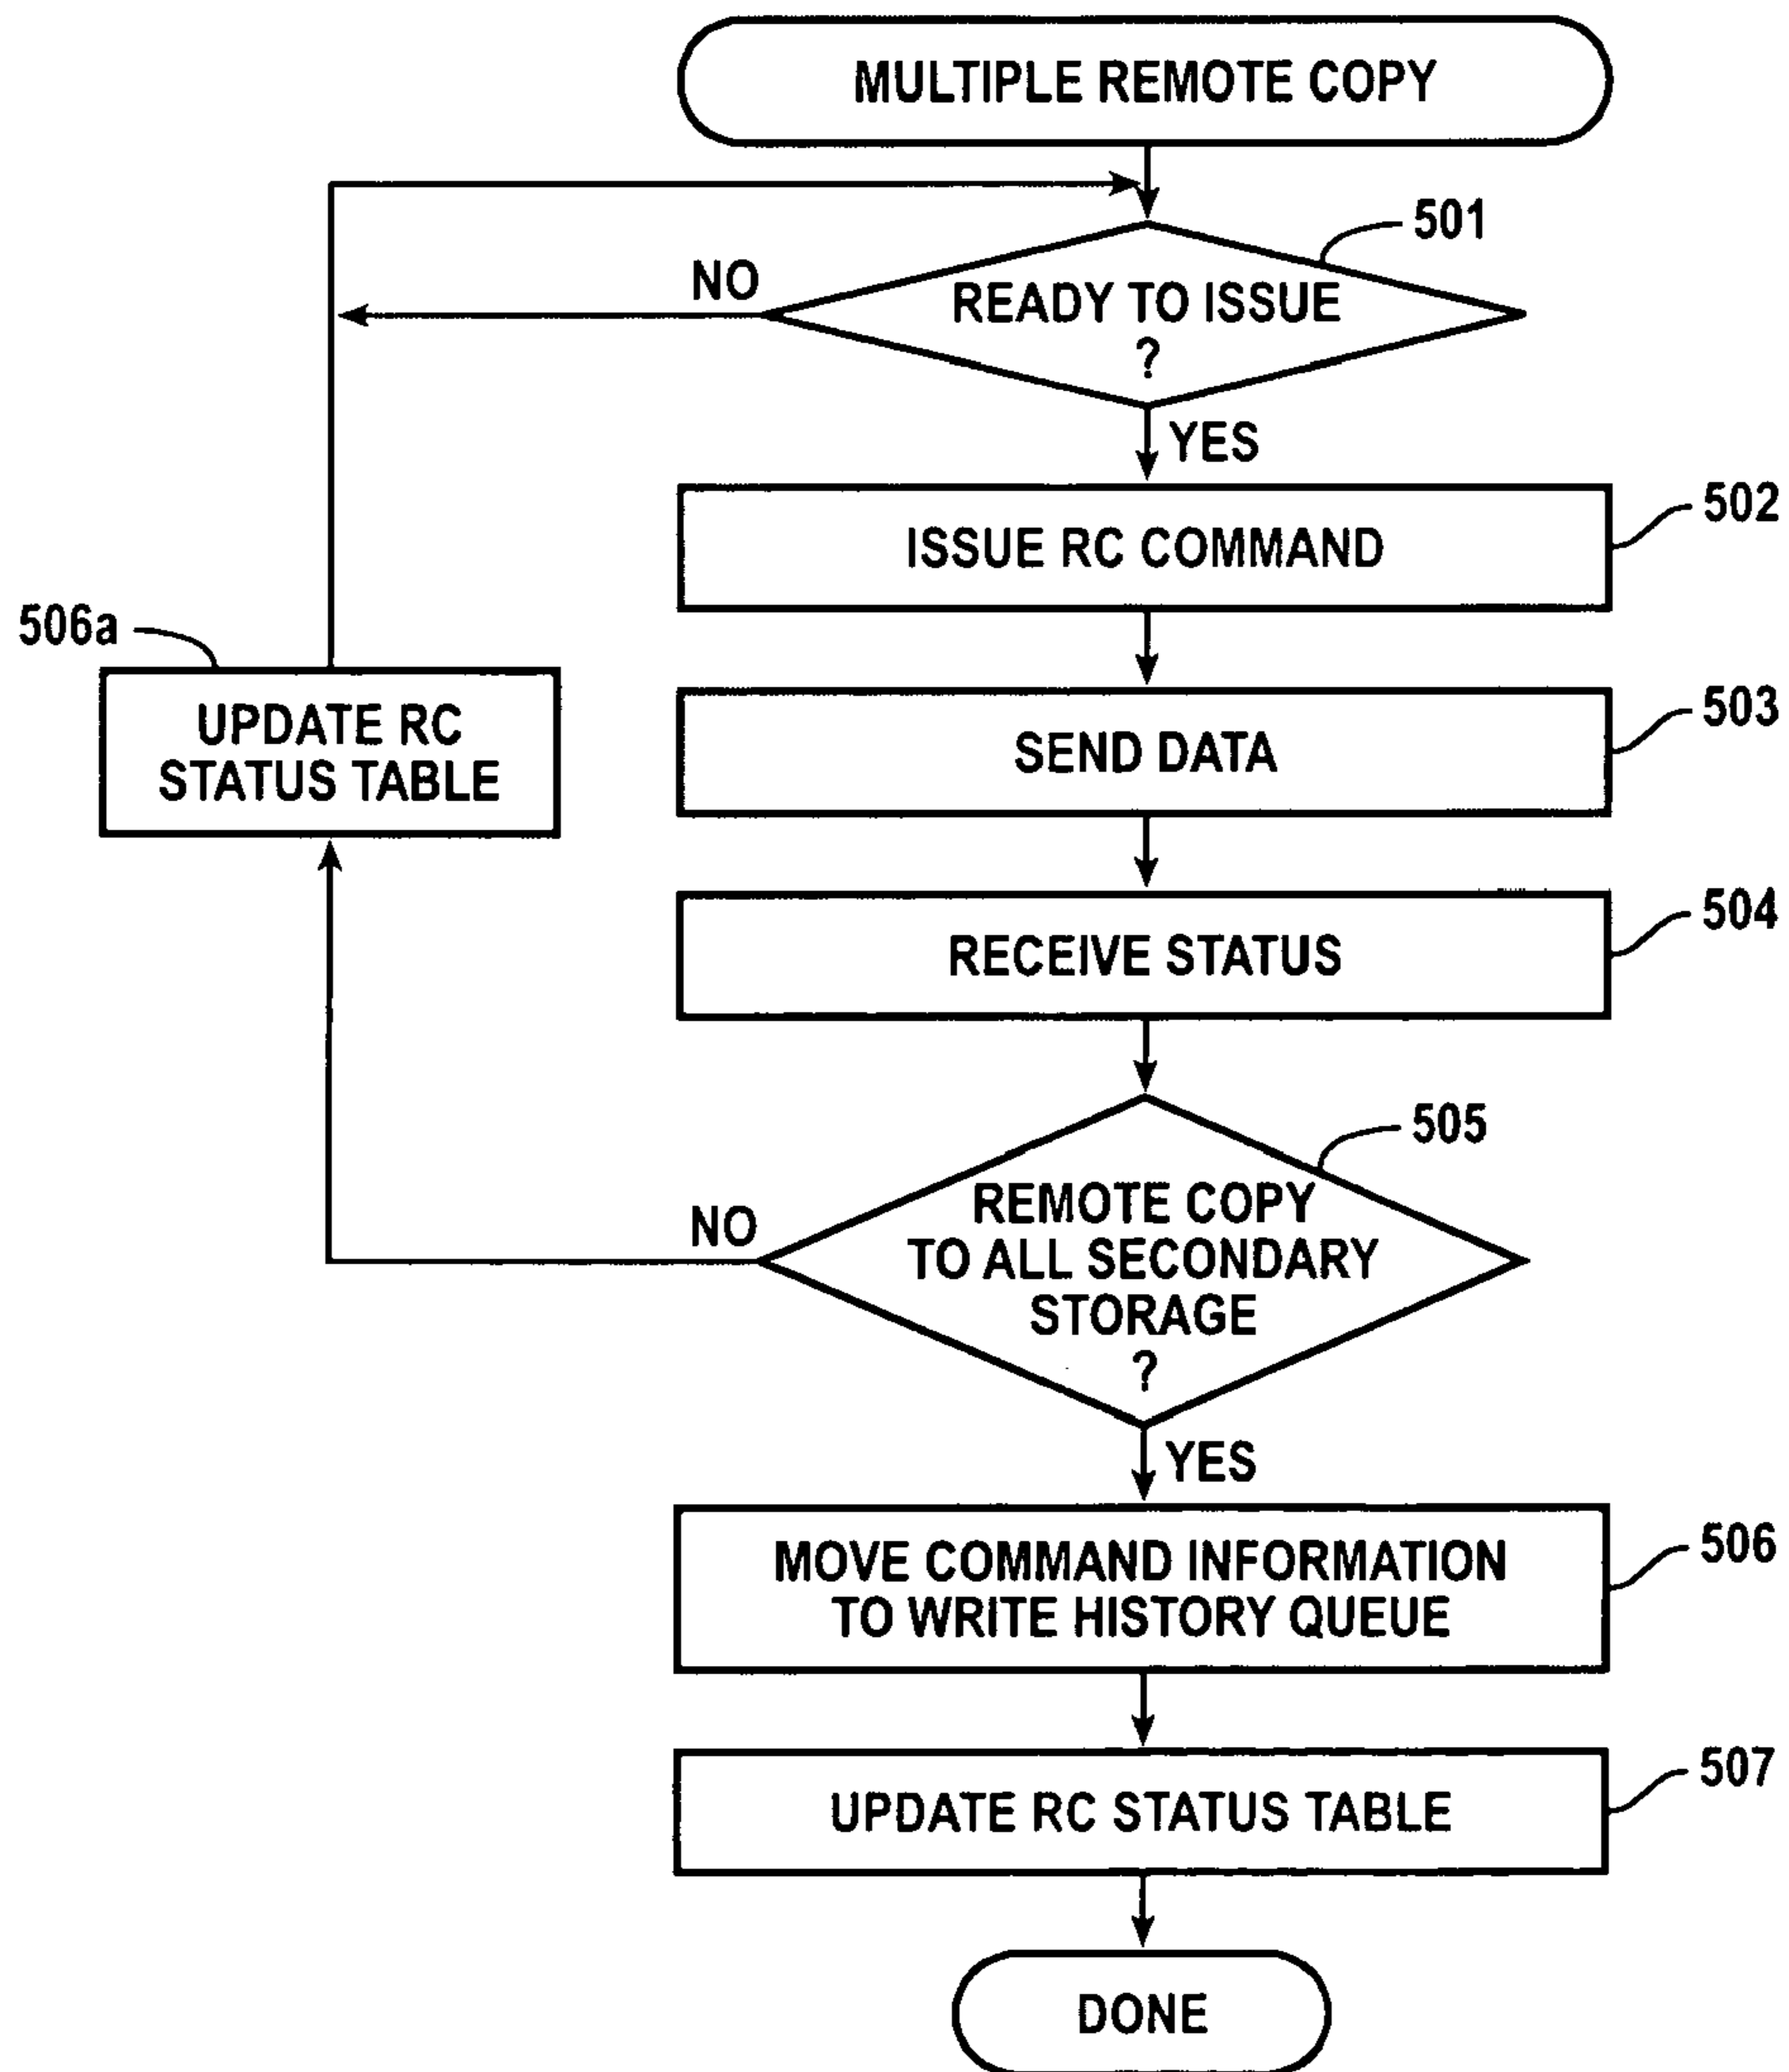 MULTIPLE REMOTE COPY
501
NO
READY TO ISSUE
?
YES
502
ISSUE RC COMMAND
506a
UPDATE RC
STATUS TABLE
503
SEND DATA
504
RECEIVE STATUS
505
NO
REMOTE COPY
TO ALL SECONDARY
STORAGE
?
YES
506
MOVE COMMAND INFORMATION
TO WRITE HISTORY QUEUE
507
UPDATE RC STATUS TABLE
DONE